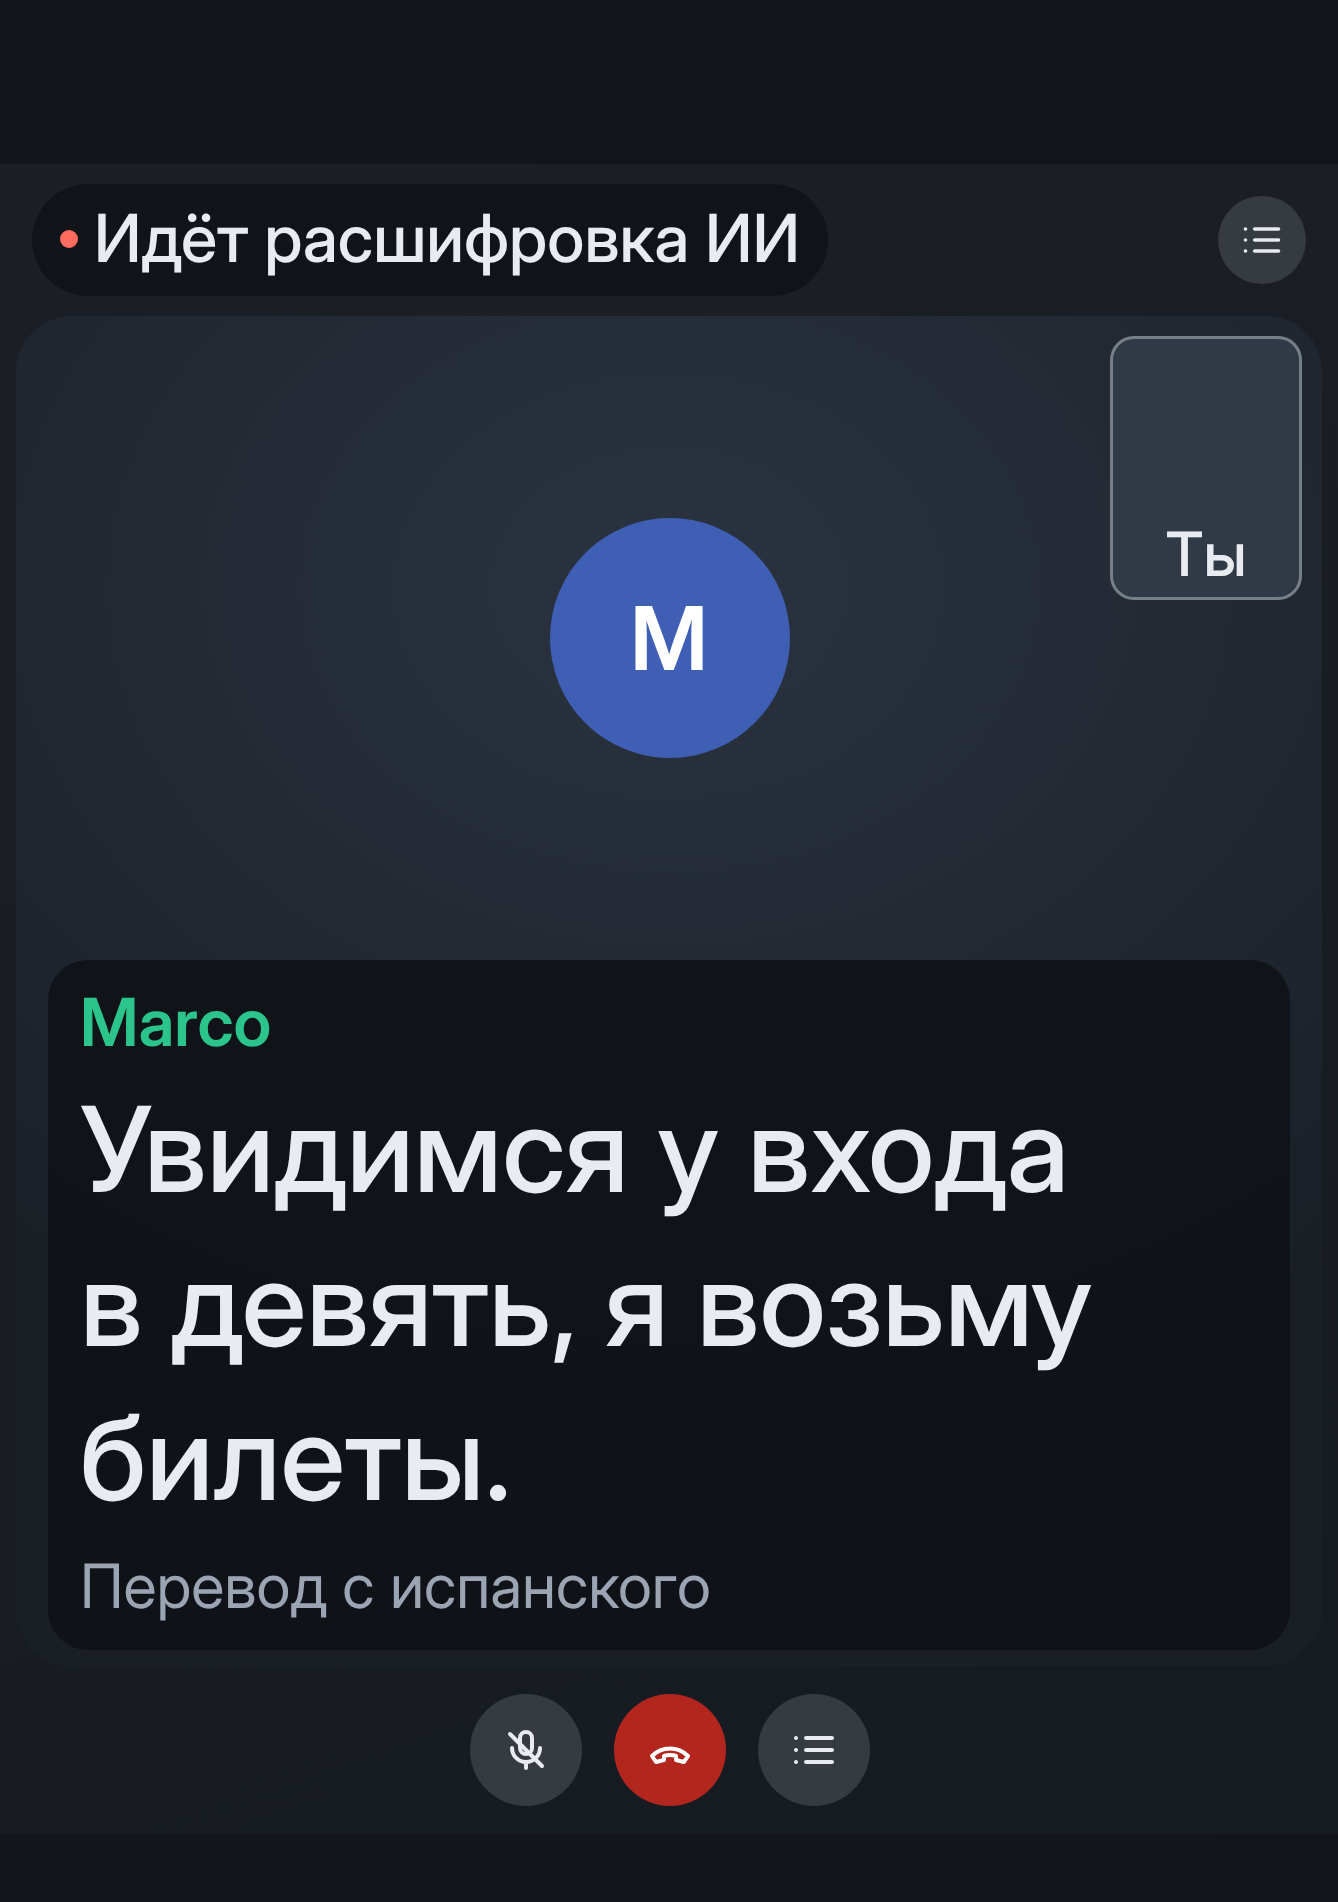 Идёт расшифровка ИИ
Ты
M
Marco
Увидимся у входа
в девять, я возьму
билеты.
Перевод с испанского